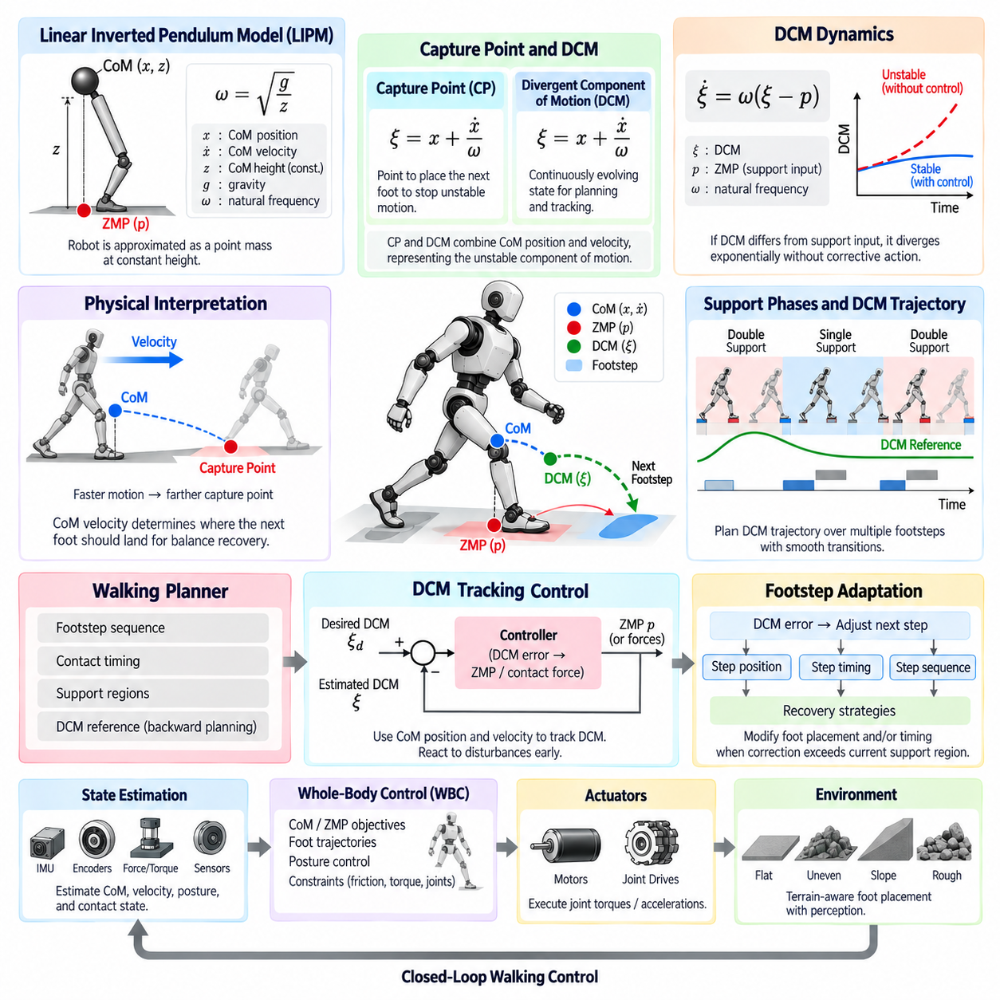 Linear Inverted Pendulum Model (LIPM)
CoM (x, z)
z
ZMP (p)
ω = √(g/z)
x : CoM position
ẋ : CoM velocity
z : CoM height (const.)
g : gravity
ω : natural frequency
Robot is approximated as a point mass
at constant height.
Capture Point and DCM
Capture Point (CP)
ξ = x + ẋ/ω
Point to place the next
foot to stop unstable
motion.
Divergent Component
of Motion (DCM)
ξ = x + ẋ/ω
Continuously evolving
state for planning
and tracking.
CP and DCM combine CoM position and velocity,
representing the unstable component of motion.
DCM Dynamics
ξ̇ = ω(ξ − p)
ξ : DCM
p : ZMP (support input)
ω : natural frequency
Unstable
(without control)
DCM
Stable
(with control)
Time
If DCM differs from support input, it diverges
exponentially without corrective action.
Physical Interpretation
Velocity
CoM
Capture Point
Faster motion → farther capture point
CoM velocity determines where the next
foot should land for balance recovery.
CoM (x, ẋ)
ZMP (p)
DCM (ξ)
Footstep
CoM
DCM (ξ)
Next
Footstep
ZMP (p)
Support Phases and DCM Trajectory
Double
Support
Single
Support
Double
Support
DCM Reference
Time
Plan DCM trajectory over multiple footsteps
with smooth transitions.
Walking Planner
Footstep sequence
Contact timing
Support regions
DCM reference (backward planning)
DCM Tracking Control
Desired DCM
ξd
+
−
Estimated DCM
ξ
Controller
(DCM error →
ZMP / contact force)
ZMP p
(or forces)
Use CoM position and velocity to track DCM.
React to disturbances early.
Footstep Adaptation
DCM error → Adjust next step
Step position
Step timing
Step sequence
Recovery strategies
Modify foot placement and/or timing
when correction exceeds current support region.
State Estimation
IMU
Encoders
Force/Torque
Sensors
Estimate CoM, velocity, posture,
and contact state.
Whole-Body Control (WBC)
CoM / ZMP objectives
Foot trajectories
Posture control
Constraints (friction, torque, joints)
Actuators
Motors
Joint Drives
Execute joint torques / accelerations.
Environment
Flat
Uneven
Slope
Rough
Terrain-aware foot placement
with perception.
Closed-Loop Walking Control